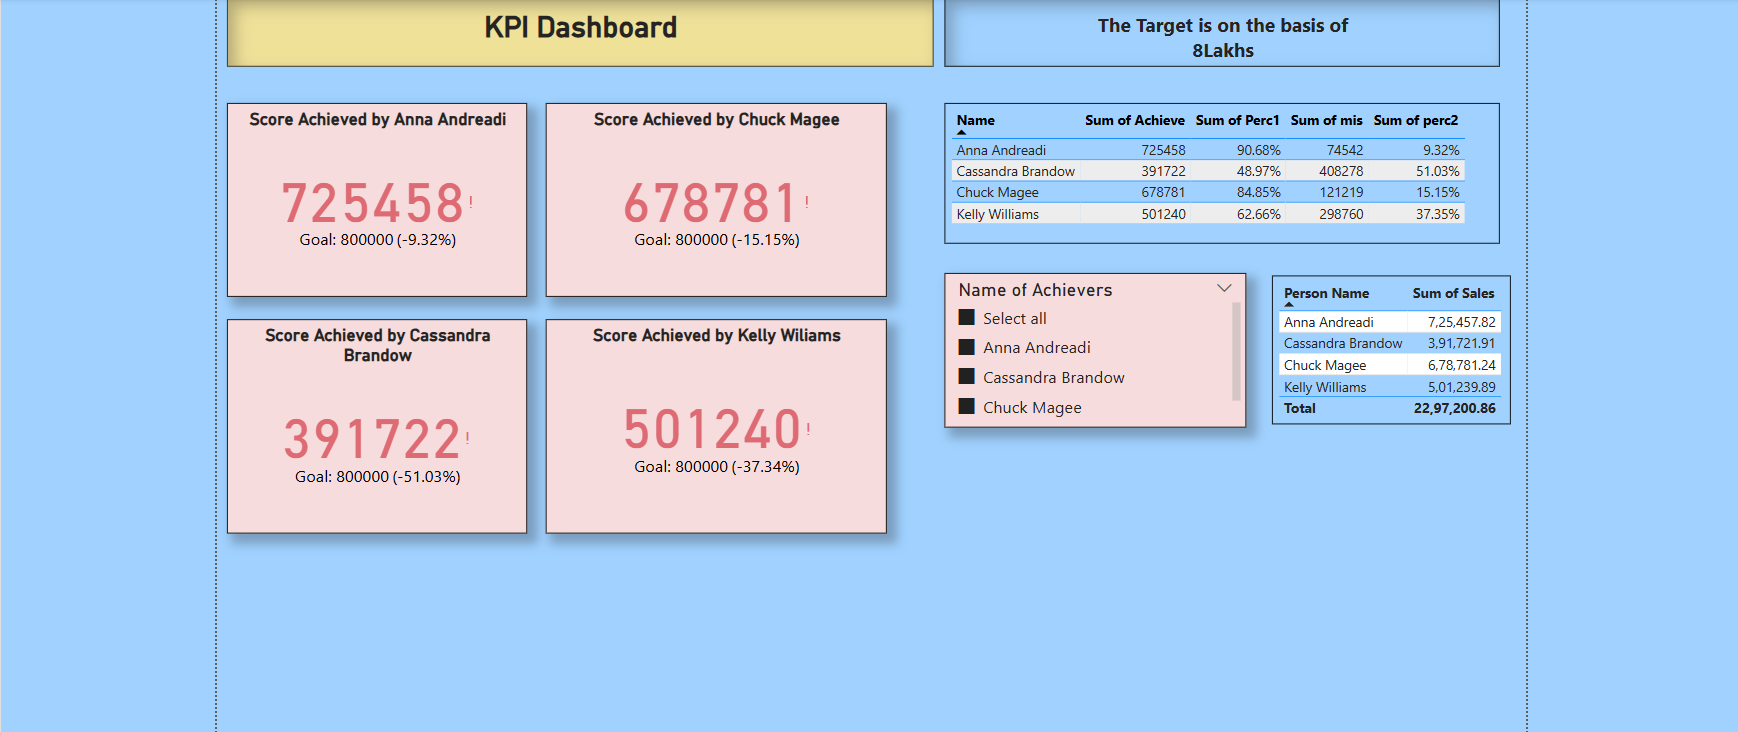 KPI Dashboard
The Target is on the basis of
8Lakhs
Score Achieved by Anna Andreadi
725458!
Goal: 800000 (-9.32%)
Score Achieved by Chuck Magee
678781!
Goal: 800000 (-15.15%)
Score Achieved by Cassandra
Brandow
391722!
Goal: 800000 (-51.03%)
Score Achieved by Kelly Wiliams
501240!
Goal: 800000 (-37.34%)
Name Sum of Achieve Sum of Perc1 Sum of mis Sum of perc2
Anna Andreadi 725458 90.68% 74542 9.32%
Cassandra Brandow 391722 48.97% 408278 51.03%
Chuck Magee 678781 84.85% 121219 15.15%
Kelly Williams 501240 62.66% 298760 37.35%
Name of Achievers
Select all
Anna Andreadi
Cassandra Brandow
Chuck Magee
Person Name Sum of Sales
Anna Andreadi 7,25,457.82
Cassandra Brandow 3,91,721.91
Chuck Magee 6,78,781.24
Kelly Williams 5,01,239.89
Total 22,97,200.86